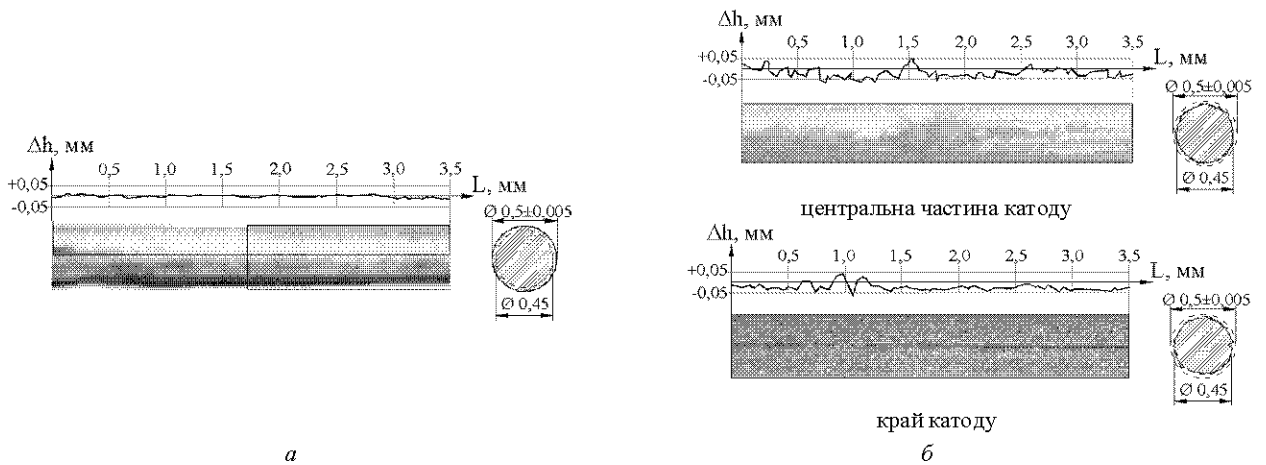 Δh, мм
0,5 1,0 1,5 2,0 2,5 3,0 3,5
+0,05
-0,05
L, мм
Ø 0,5±0,005
Ø 0,45
а
Δh, мм
0,5 1,0 1,5 2,0 2,5 3,0 3,5
+0,05
-0,05
L, мм
Ø 0,5±0,005
Ø 0,45
центральна частина катоду
Δh, мм
0,5 1,0 1,5 2,0 2,5 3,0 3,5
+0,05
-0,05
L, мм
Ø 0,5±0,005
Ø 0,45
край катоду
б